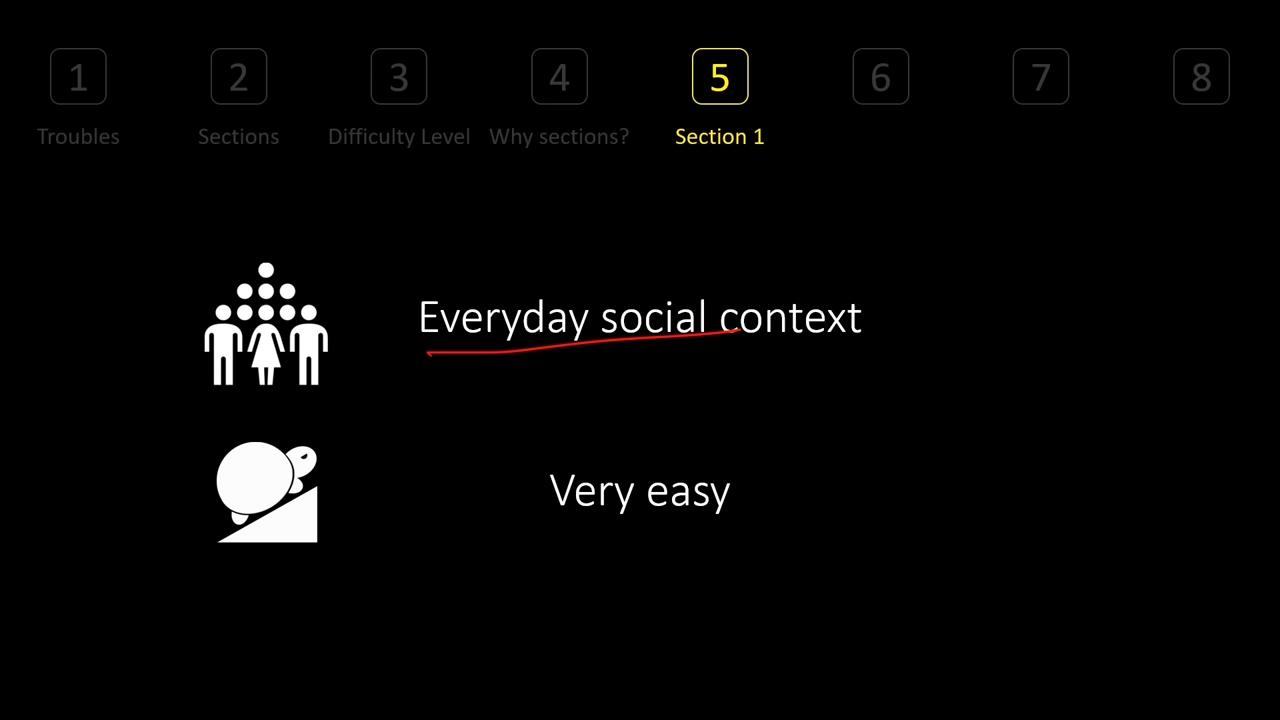 1 2 3 4 5 6 7 8
Troubles Sections Difficulty Level Why sections? Section 1
Everyday social context
Very easy